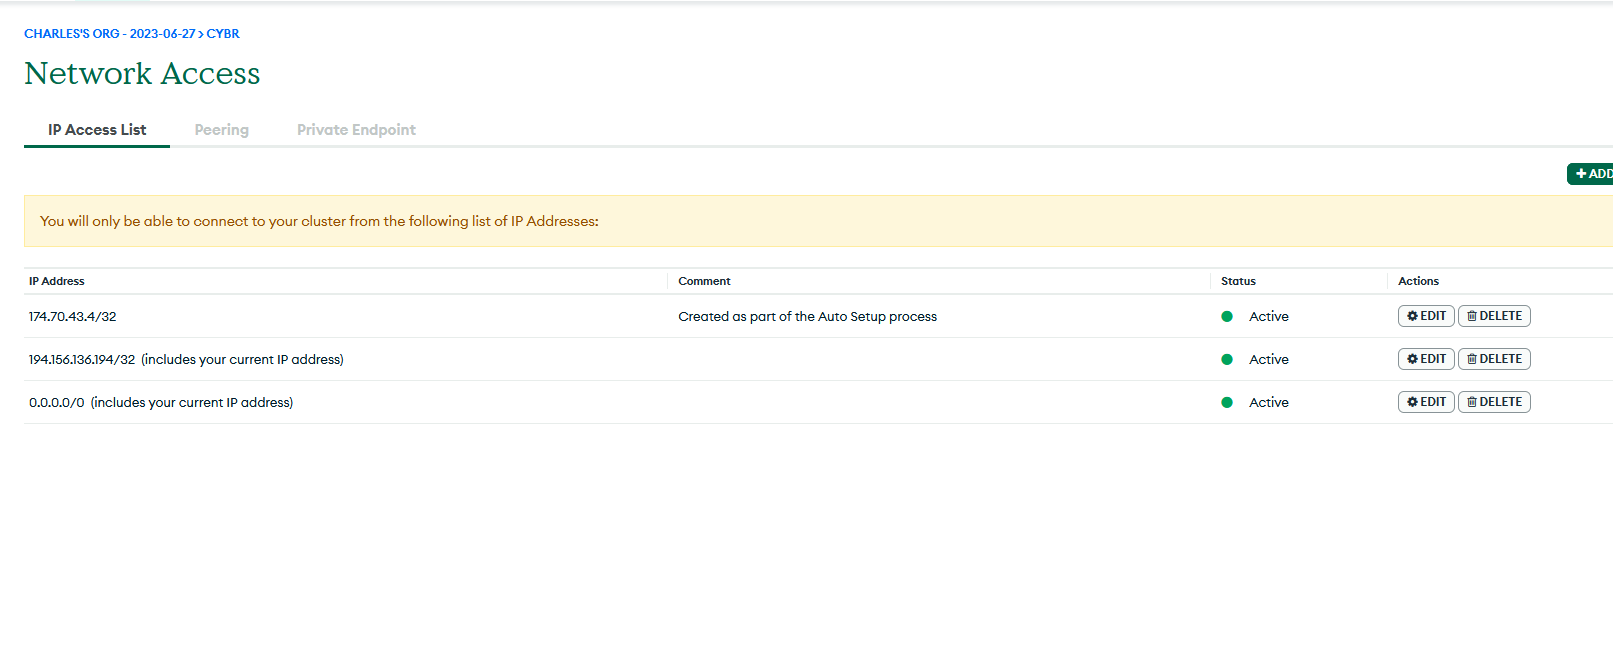 CHARLES'S ORG - 2023-06-27 > CYBR
Network Access
IP Access List Peering Private Endpoint
+ ADD
You will only be able to connect to your cluster from the following list of IP Addresses:
IP Address Comment Status Actions
174.70.43.4/32 Created as part of the Auto Setup process Active EDIT DELETE
194.156.136.194/32 (includes your current IP address) Active EDIT DELETE
0.0.0.0/0 (includes your current IP address) Active EDIT DELETE